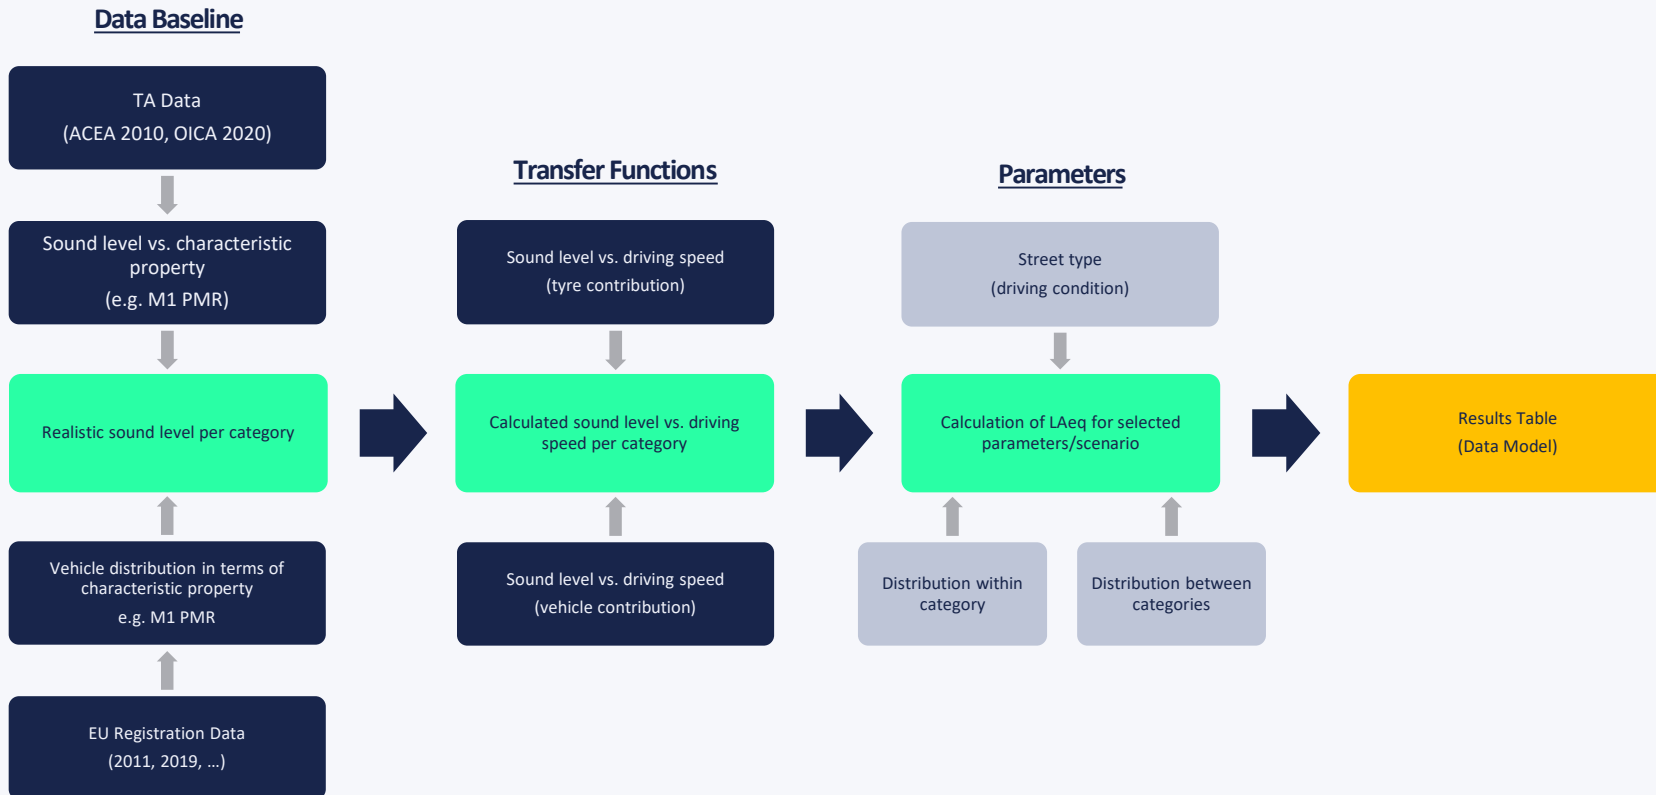 Data Baseline
TA Data
(ACEA 2010, OICA 2020)
Sound level vs. characteristic
property
(e.g. M1 PMR)
Realistic sound level per category
Vehicle distribution in terms of
characteristic property
e.g. M1 PMR
EU Registration Data
(2011, 2019, …)
Transfer Functions
Sound level vs. driving speed
(tyre contribution)
Calculated sound level vs. driving
speed per category
Sound level vs. driving speed
(vehicle contribution)
Parameters
Street type
(driving condition)
Calculation of LAeq for selected
parameters/scenario
Distribution within
category
Distribution between
categories
Results Table
(Data Model)